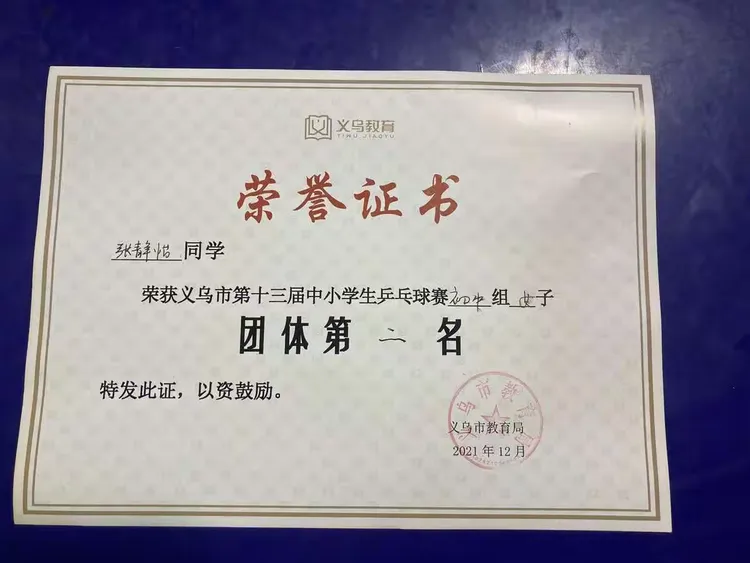 义乌教育
YIWU JIAOYU
荣誉证书
张静怡 同学
荣获义乌市第十三届中小学生乒乓球赛初中组女子
团体第二名
特发此证，以资鼓励。
义乌市教育局
2021年12月